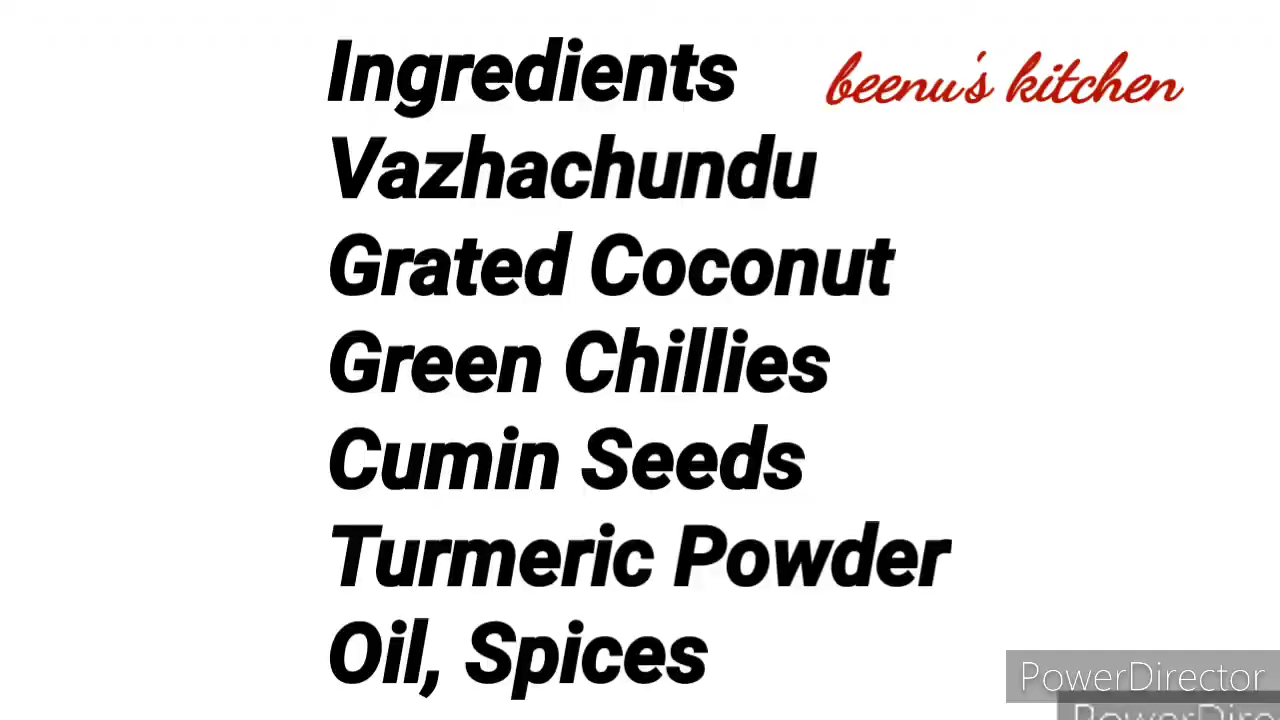 Ingredients
beenu's kitchen
Vazhachundu
Grated Coconut
Green Chillies
Cumin Seeds
Turmeric Powder
Oil, Spices
PowerDirector